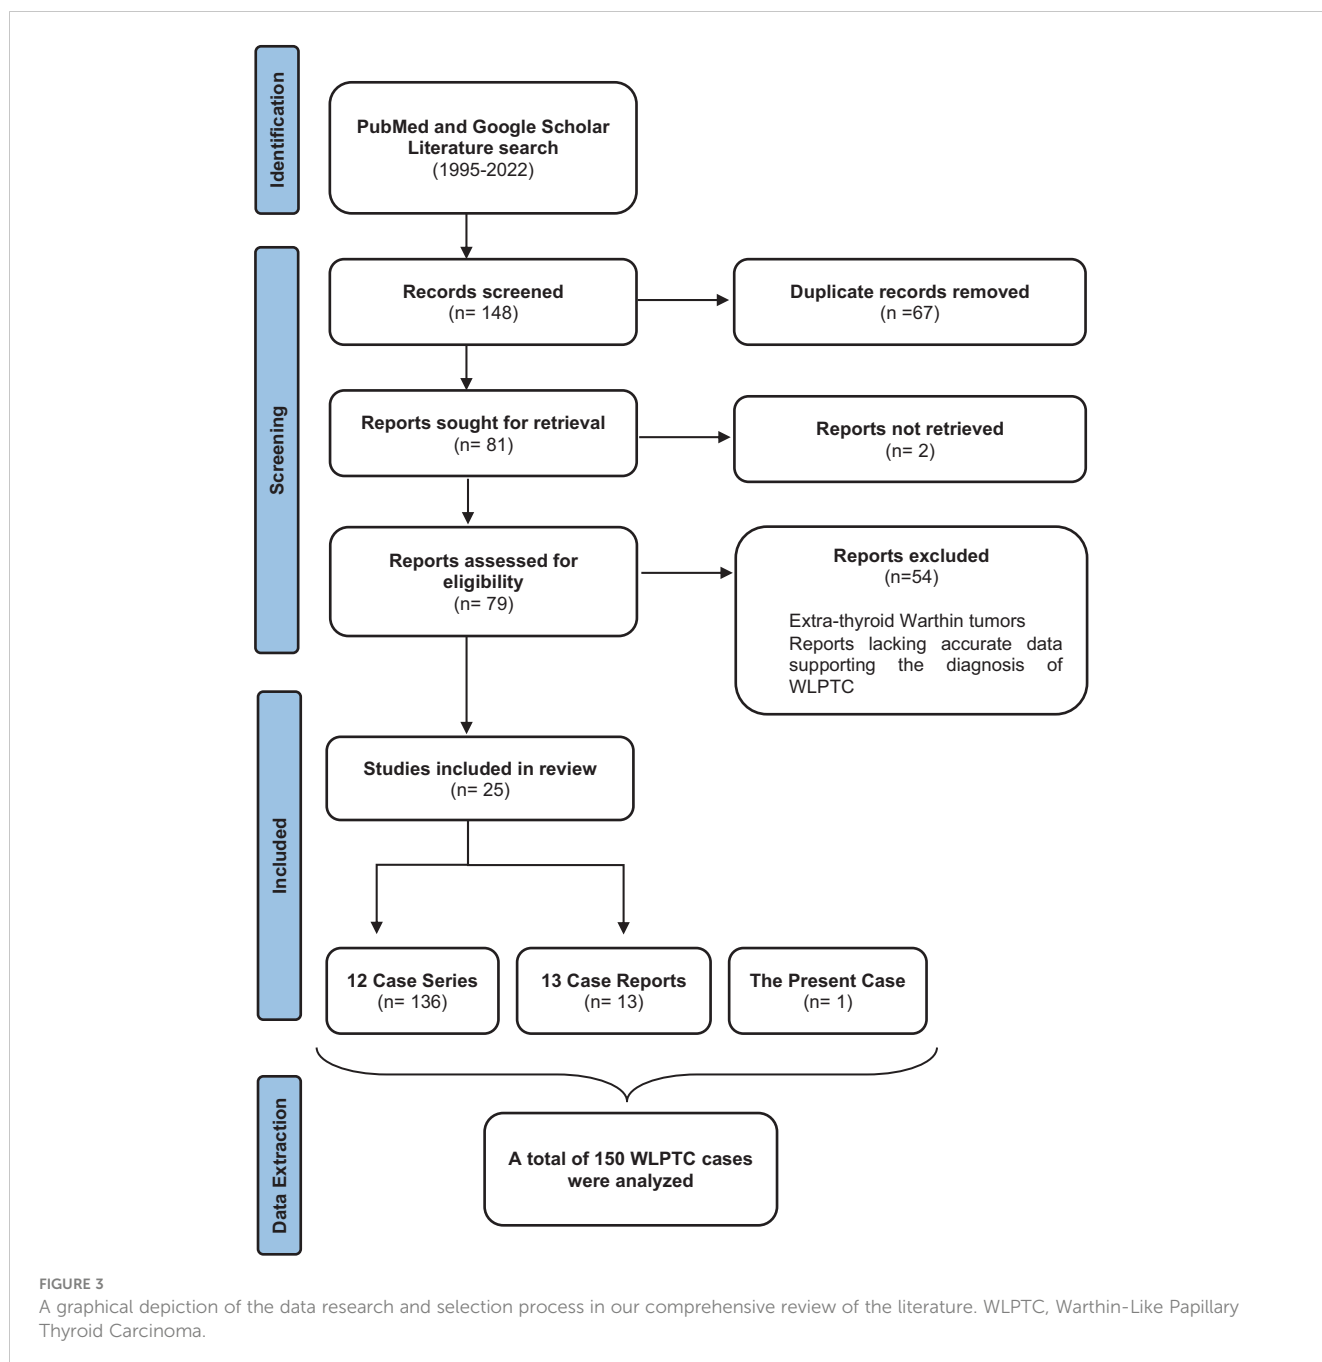 Identification
PubMed and Google Scholar
Literature search
(1995-2022)
Screening
Records screened
(n= 148)
Duplicate records removed
(n =67)
Reports sought for retrieval
(n= 81)
Reports not retrieved
(n= 2)
Reports assessed for
eligibility
(n= 79)
Reports excluded
(n=54)
Extra-thyroid Warthin tumors
Reports lacking accurate data
supporting the diagnosis of
WLPTC
Included
Studies included in review
(n= 25)
12 Case Series
(n= 136)
13 Case Reports
(n= 13)
The Present Case
(n= 1)
Data Extraction
A total of 150 WLPTC cases
were analyzed
FIGURE 3
A graphical depiction of the data research and selection process in our comprehensive review of the literature. WLPTC, Warthin-Like Papillary
Thyroid Carcinoma.